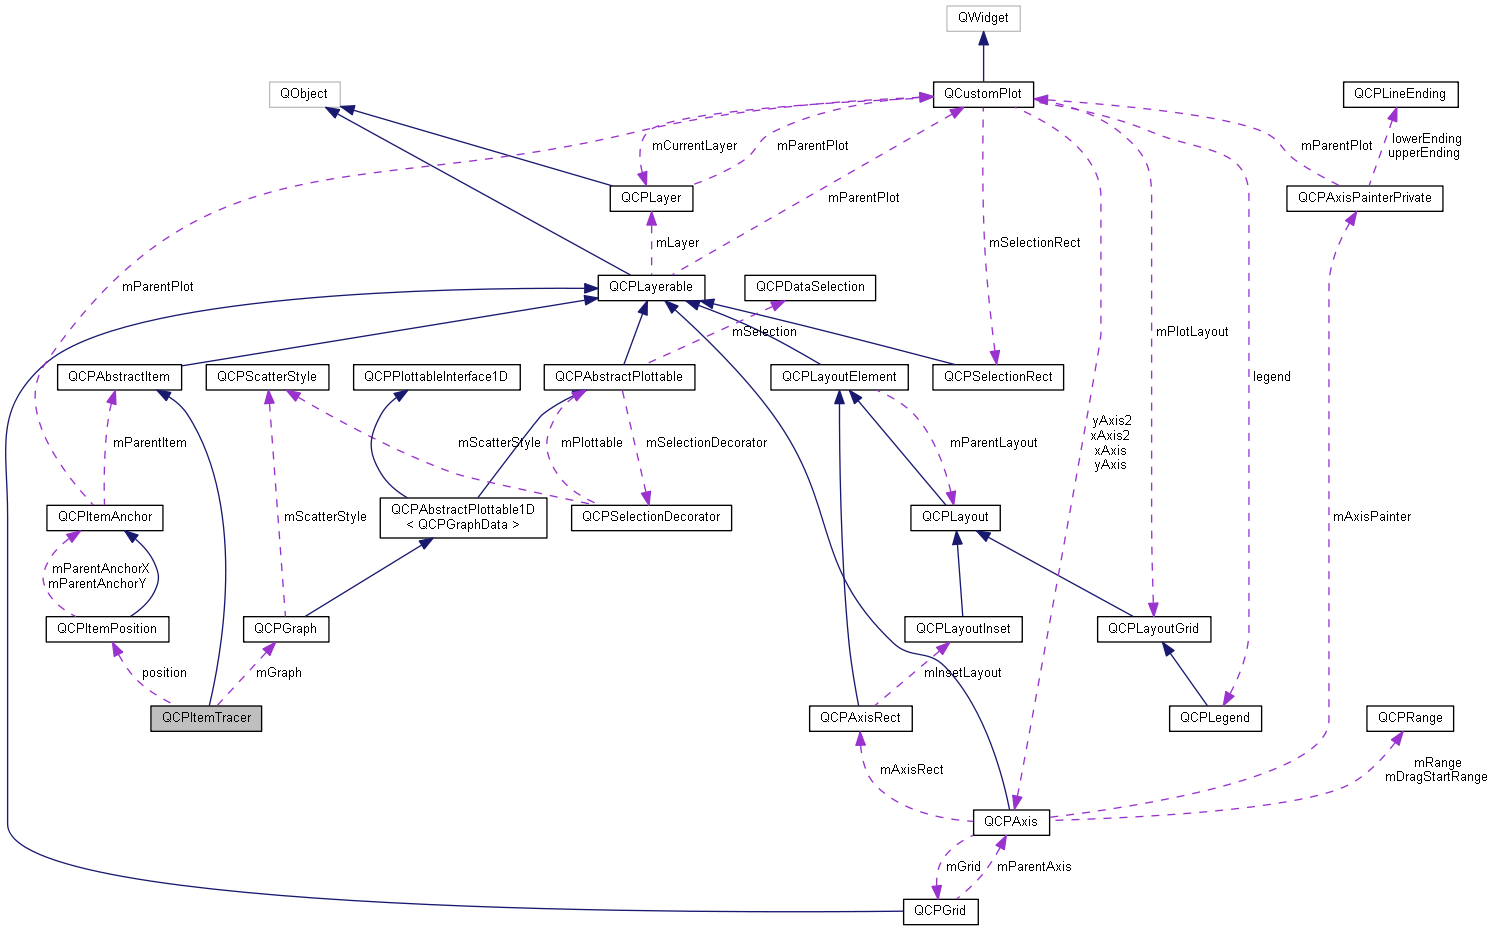 QWidget
QObject
QCustomPlot
QCPLineEnding
mCurrentLayer
mParentPlot
mParentPlot
lowerEnding
upperEnding
QCPLayer
mParentPlot
QCPAxisPainterPrivate
mLayer
mSelectionRect
mParentPlot
QCPLayerable
QCPDataSelection
mSelection
mPlotLayout
QCPAbstractItem
QCPScatterStyle
QCPPlottableInterface1D
QCPAbstractPlottable
QCPLayoutElement
QCPSelectionRect
legend
mParentItem
mScatterStyle
mPlottable
mSelectionDecorator
mParentLayout
yAxis2
xAxis2
xAxis
yAxis
QCPItemAnchor
mScatterStyle
QCPAbstractPlottable1D
< QCPGraphData >
QCPSelectionDecorator
QCPLayout
mAxisPainter
mParentAnchorX
mParentAnchorY
QCPItemPosition
QCPGraph
QCPLayoutInset
QCPLayoutGrid
position
mGraph
mInsetLayout
QCPItemTracer
QCPAxisRect
QCPLegend
QCPRange
mAxisRect
mRange
mDragStartRange
QCPAxis
mGrid
mParentAxis
QCPGrid